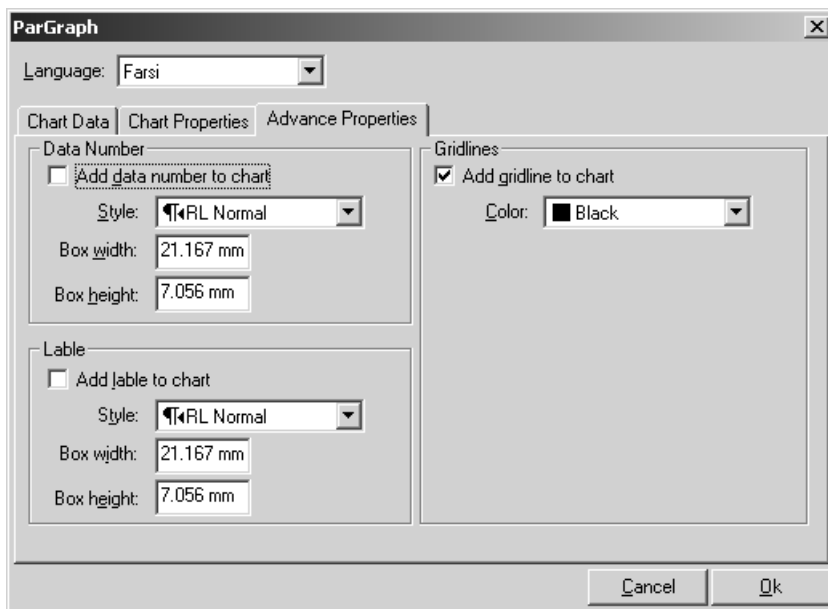 ParGraph
Language: Farsi
Chart Data Chart Properties Advance Properties
Data Number
Add data number to chart
Style: RL Normal
Box width: 21.167 mm
Box height: 7.056 mm
Lable
Add lable to chart
Style: RL Normal
Box width: 21.167 mm
Box height: 7.056 mm
Gridlines
Add gridline to chart
Color: Black
Cancel Ok